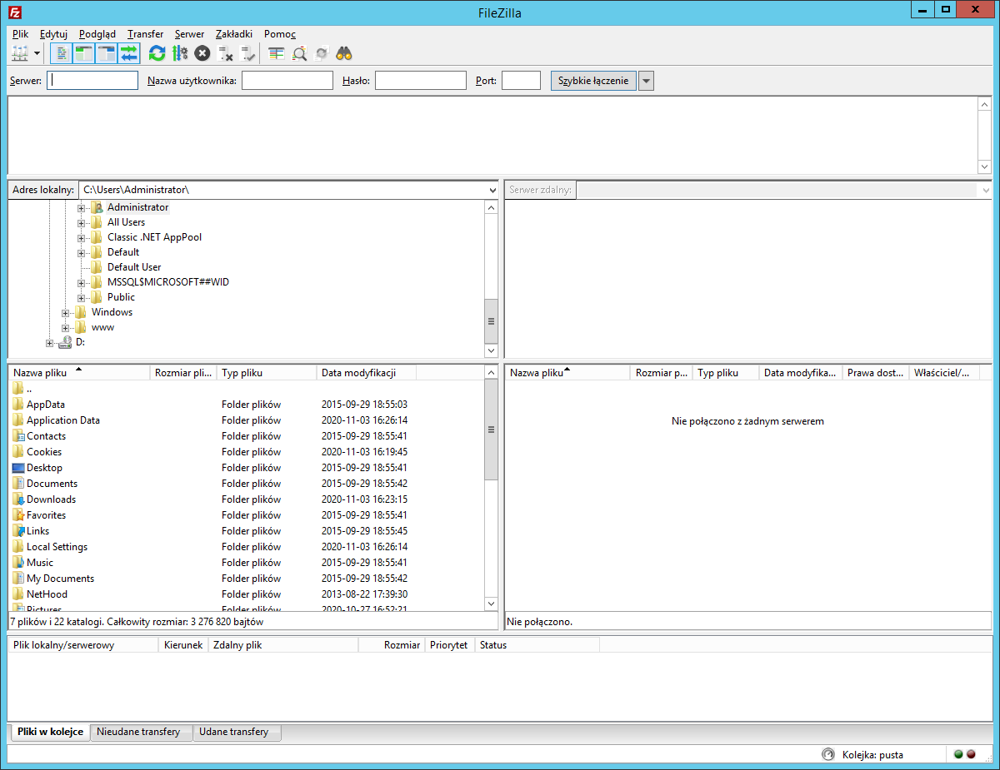 FileZilla
Plik Edytuj Podgląd Transfer Serwer Zakładki Pomoc
Serwer: Nazwa użytkownika: Hasło: Port: Szybkie łączenie
Adres lokalny: C:\Users\Administrator\
Administrator
All Users
Classic .NET AppPool
Default
Default User
MSSQL$MICROSOFT##WID
Public
Windows
www
D:
Serwer zdalny:
Nazwa pliku Rozmiar pli... Typ pliku Data modyfikacji
..
AppData Folder plików 2015-09-29 18:55:03
Application Data Folder plików 2020-11-03 16:26:14
Contacts Folder plików 2015-09-29 18:55:41
Cookies Folder plików 2020-11-03 16:19:45
Desktop Folder plików 2015-09-29 18:55:41
Documents Folder plików 2015-09-29 18:55:42
Downloads Folder plików 2020-11-03 16:23:15
Favorites Folder plików 2015-09-29 18:55:41
Links Folder plików 2015-09-29 18:55:45
Local Settings Folder plików 2020-11-03 16:26:14
Music Folder plików 2015-09-29 18:55:41
My Documents Folder plików 2015-09-29 18:55:42
NetHood Folder plików 2013-08-22 17:39:30
Pictures Folder plików 2020-10-27 16:52:21
7 plików i 22 katalogi. Całkowity rozmiar: 3 276 820 bajtów
Nazwa pliku Rozmiar p... Typ pliku Data modyfika... Prawa dost... Właściciel/...
Nie połączono z żadnym serwerem
Nie połączono.
Plik lokalny/serwerowy Kierunek Zdalny plik Rozmiar Priorytet Status
Pliki w kolejce Nieudane transfery Udane transfery
Kolejka: pusta